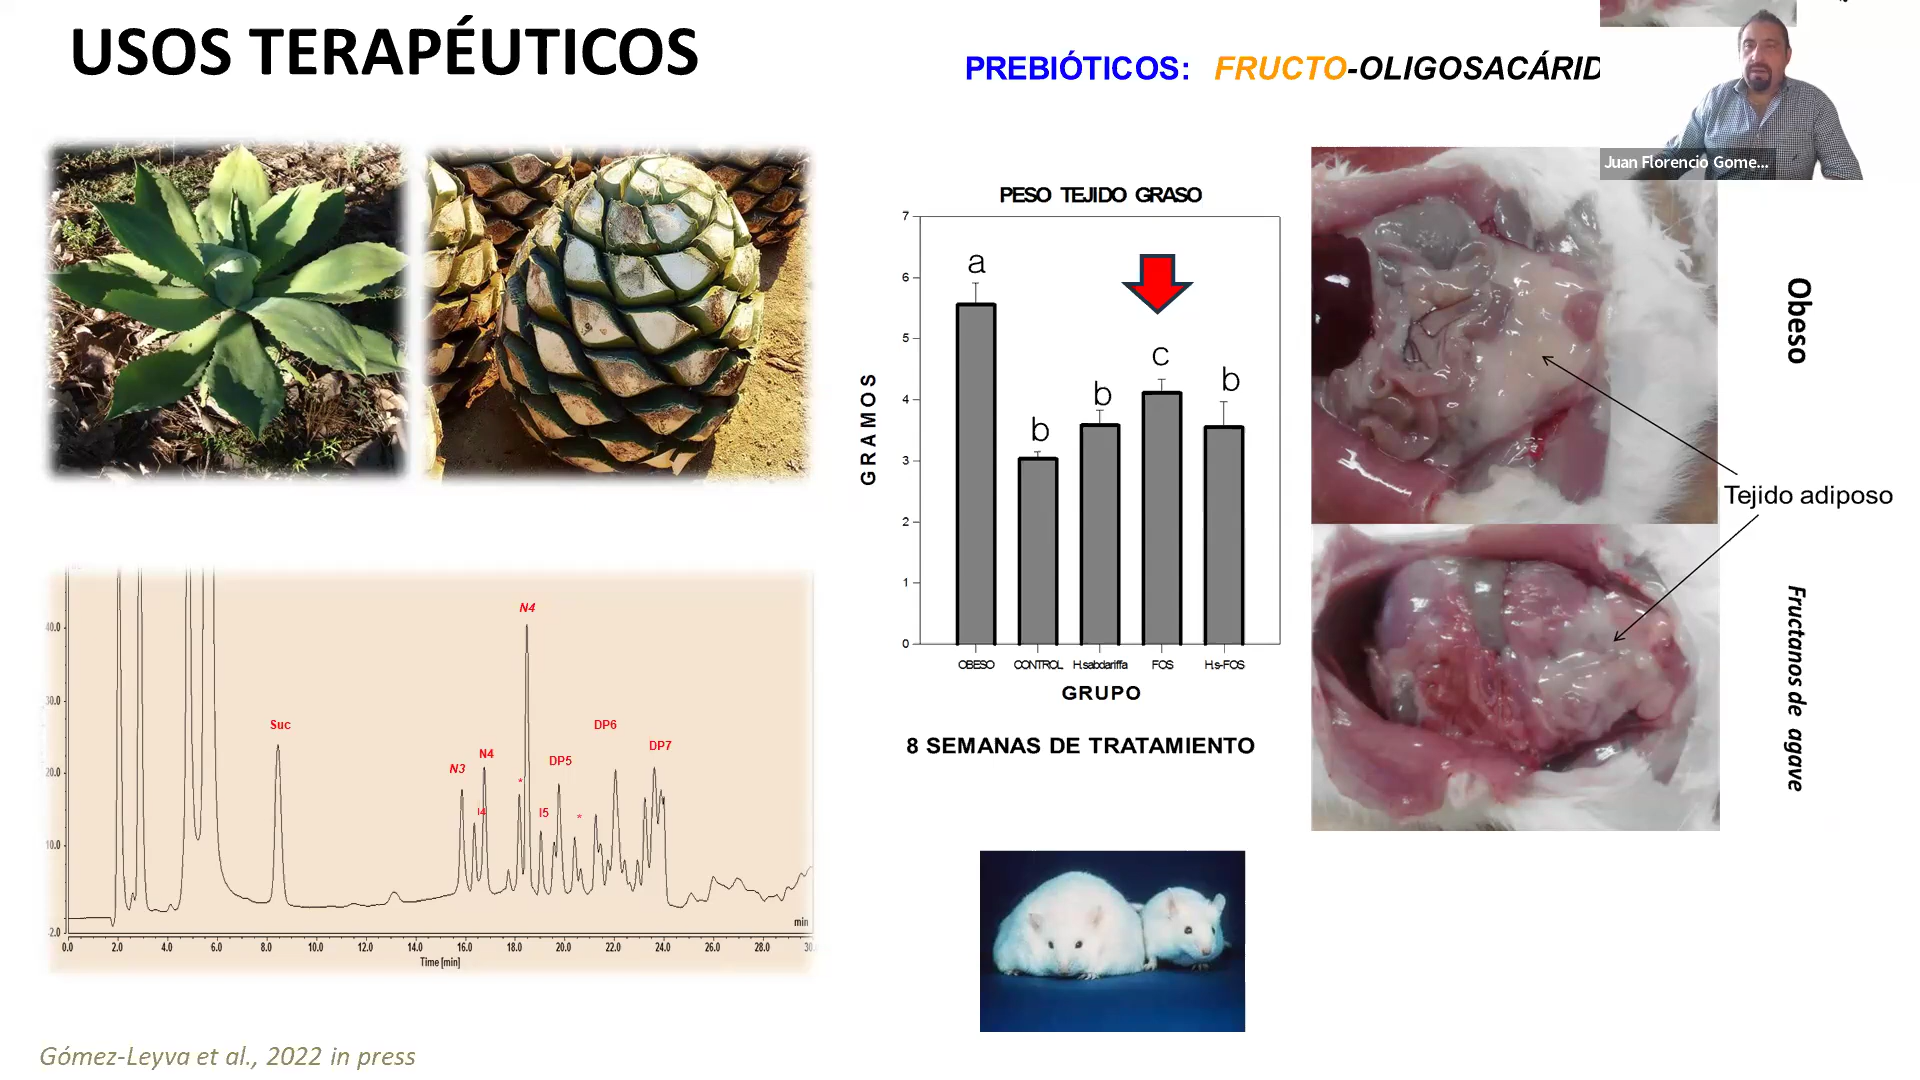 USOS TERAPÉUTICOS
PREBIÓTICOS: FRUCTO-OLIGOSACÁRID
Juan Florencio Gome...
PESO TEJIDO GRASO
7
6
5
4
3
2
1
0
GRAMOS
a
b
b
c
b
OBESO CONTROL H.sabdariffa FOS H.s-FOS
GRUPO
8 SEMANAS DE TRATAMIENTO
Obeso
Tejido adiposo
Fructanos de agave
40.0
30.0
20.0
10.0
-2.0
Suc
N3
I4
N4
*
N4
I5
DP5
*
DP6
DP7
min
0.0 2.0 4.0 6.0 8.0 10.0 12.0 14.0 16.0 18.0 20.0 22.0 24.0 26.0 28.0
Time [min]
Gómez-Leyva et al., 2022 in press